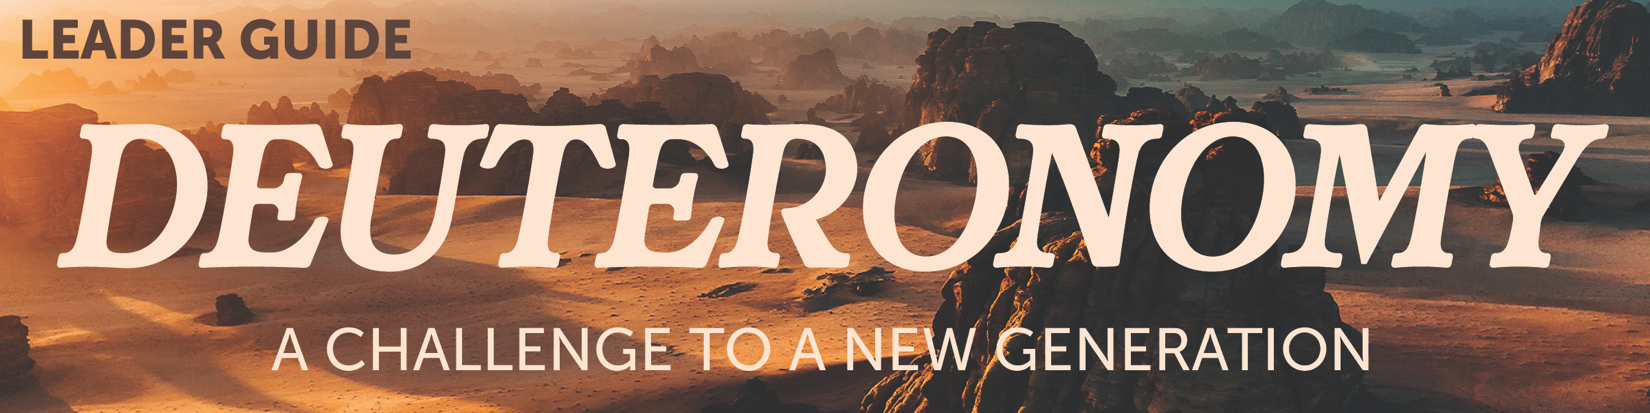 LEADER GUIDE
DEUTERONOMY
A CHALLENGE TO A NEW GENERATION